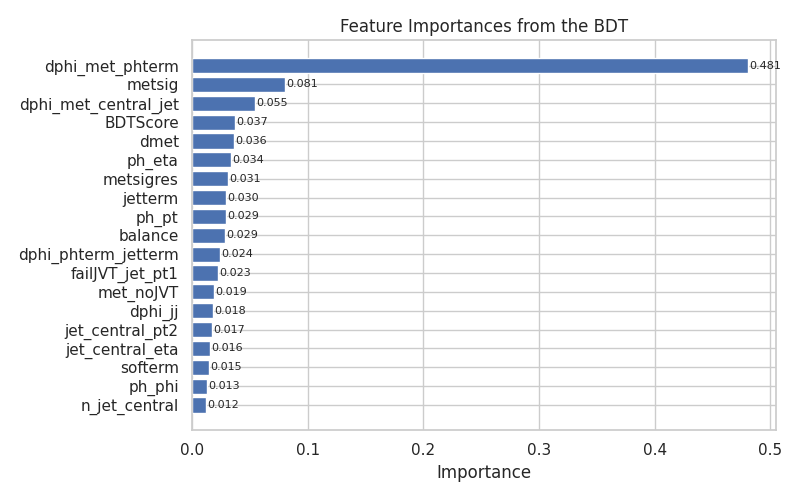 Feature Importances from the BDT
dphi_met_phterm 0.481
metsig 0.081
dphi_met_central_jet 0.055
BDTScore 0.037
dmet 0.036
ph_eta 0.034
metsigres 0.031
jetterm 0.030
ph_pt 0.029
balance 0.029
dphi_phterm_jetterm 0.024
failJVT_jet_pt1 0.023
met_noJVT 0.019
dphi_jj 0.018
jet_central_pt2 0.017
jet_central_eta 0.016
softerm 0.015
ph_phi 0.013
n_jet_central 0.012
0.0 0.1 0.2 0.3 0.4 0.5
Importance